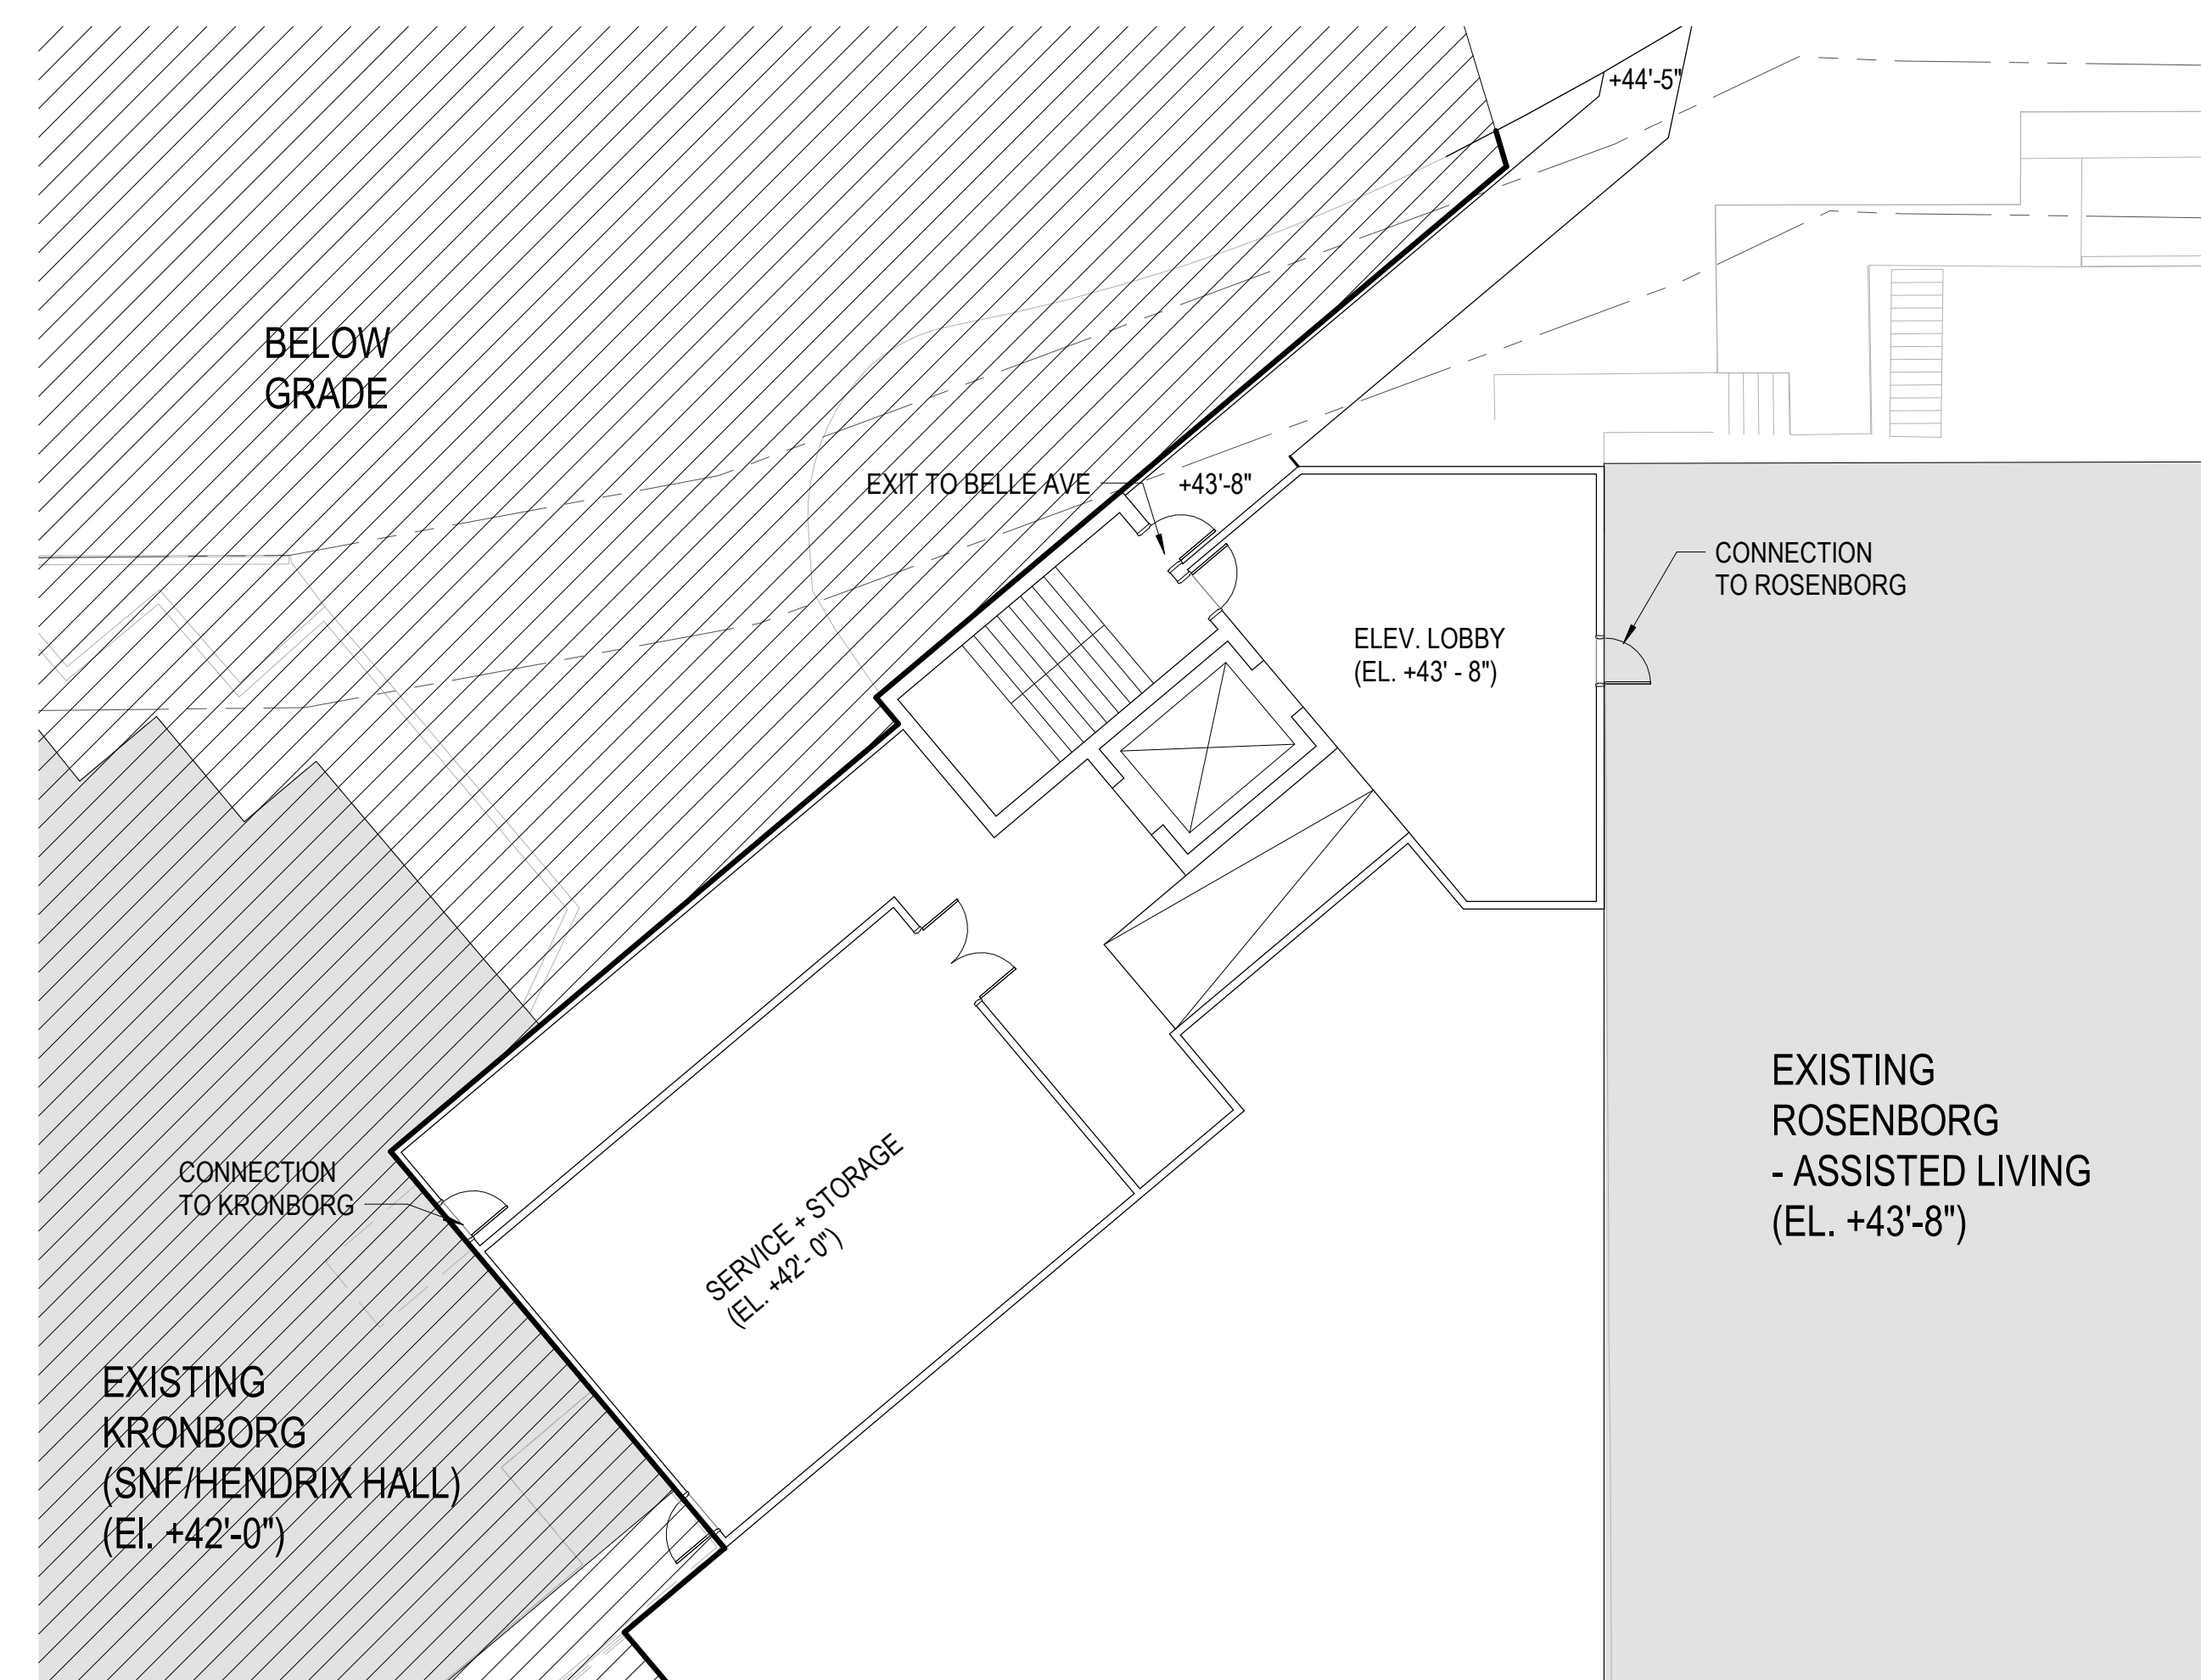 +44'-5"
BELOW
GRADE
EXIT TO BELLE AVE
+43'-8"
CONNECTION
TO ROSENBORG
ELEV. LOBBY
(EL. +43' - 8")
EXISTING
ROSENBORG
- ASSISTED LIVING
(EL. +43'-8")
CONNECTION
TO KRONBORG
SERVICE + STORAGE
(EL. +42'- 0")
EXISTING
KRONBORG
(SNF/HENDRIX HALL)
(El. +42'-0")